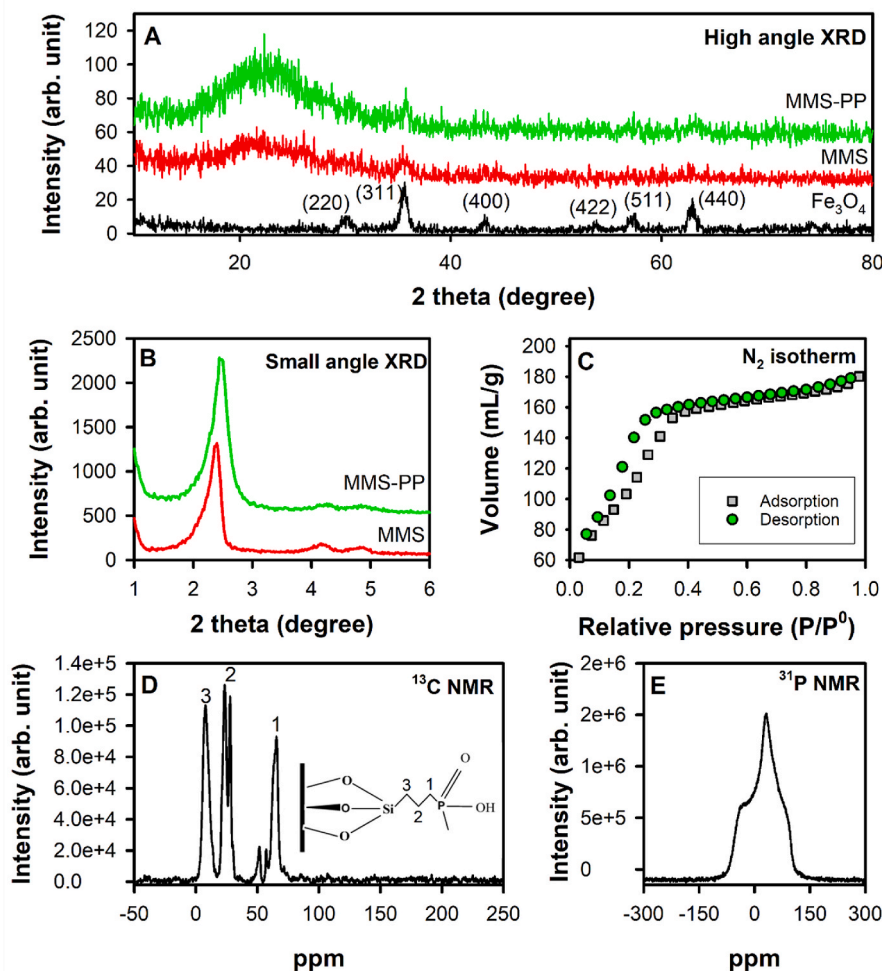 A
High angle XRD
Intensity (arb. unit)
120
100
80
60
40
20
0
MMS-PP
MMS
Fe₃O₄
(220)
(311)
(400)
(422)
(511)
(440)
20
40
60
80
2 theta (degree)
B
Small angle XRD
Intensity (arb. unit)
2500
2000
1500
1000
500
0
MMS-PP
MMS
1
2
3
4
5
6
2 theta (degree)
C
N₂ isotherm
Volume (mL/g)
200
180
160
140
120
100
80
60
Adsorption
Desorption
0.0
0.2
0.4
0.6
0.8
1.0
Relative pressure (P/P⁰)
D
¹³C NMR
Intensity (arb. unit)
1.4e+5
1.2e+5
1.0e+5
8.0e+4
6.0e+4
4.0e+4
2.0e+4
0.0
3
2
1
O
O
O
Si
3
2
1
P
O
OH
-50
0
50
100
150
200
250
ppm
E
³¹P NMR
Intensity (arb. unit)
2e+6
2e+6
1e+6
5e+5
0
-300
-150
0
150
300
ppm